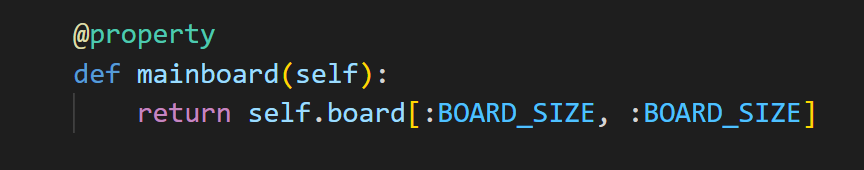 @property
def mainboard(self):
    return self.board[:BOARD_SIZE, :BOARD_SIZE]